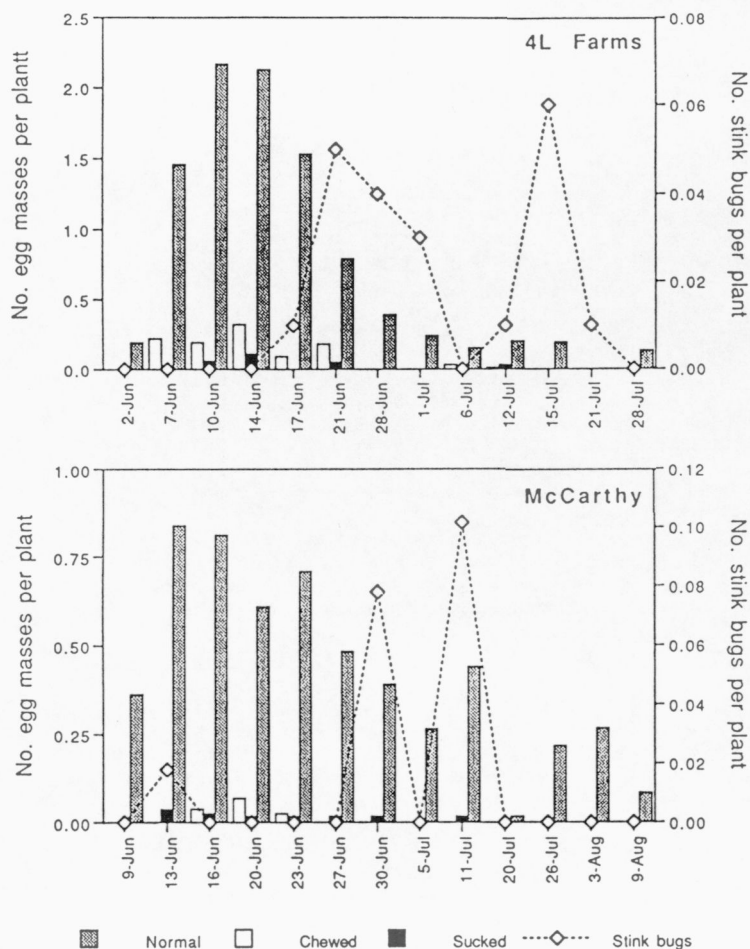 4L Farms
No. egg masses per plantt
2.5
2.0
1.5
1.0
0.5
0.0
No. stink bugs per plant
0.08
0.06
0.04
0.02
0.00
2-Jun
7-Jun
10-Jun
14-Jun
17-Jun
21-Jun
28-Jun
1-Jul
6-Jul
12-Jul
15-Jul
21-Jul
28-Jul
McCarthy
No. egg masses per plant
1.00
0.75
0.50
0.25
0.00
No. stink bugs per plant
0.12
0.10
0.08
0.06
0.04
0.02
0.00
9-Jun
13-Jun
16-Jun
20-Jun
23-Jun
27-Jun
30-Jun
5-Jul
11-Jul
20-Jul
26-Jul
3-Aug
9-Aug
Normal Chewed Sucked Stink bugs